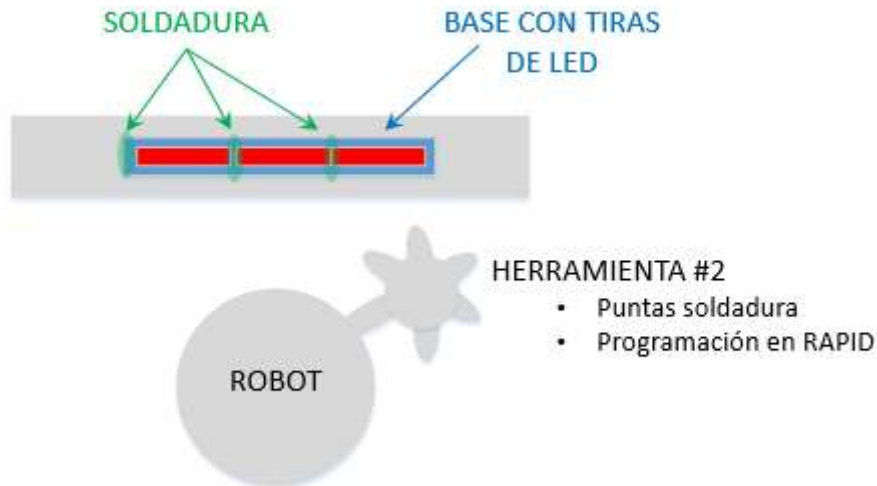 SOLDADURA
BASE CON TIRAS
DE LED
HERRAMIENTA #2
• Puntas soldadura
• Programación en RAPID
ROBOT